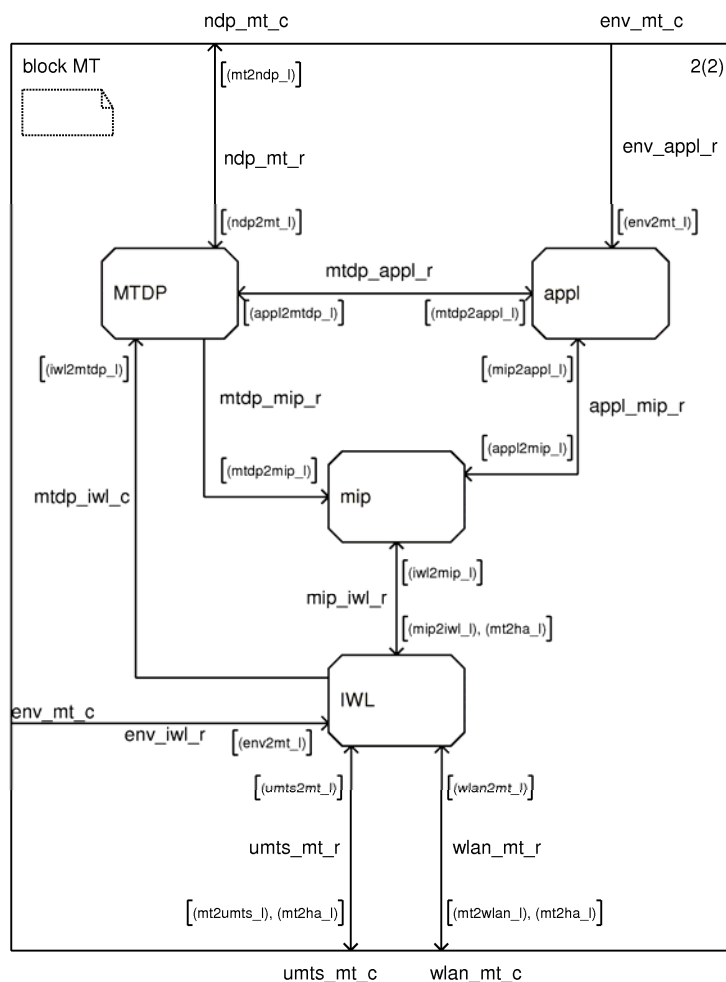 ndp_mt_c
env_mt_c
block MT
2(2)
[(mt2ndp_l)]
ndp_mt_r
env_appl_r
[(ndp2mt_l)]
[(env2mt_l)]
mtdp_appl_r
MTDP
appl
[(appl2mtdp_l)]
[(mtdp2appl_l)]
[(iwl2mtdp_l)]
[(mip2appl_l)]
mtdp_mip_r
appl_mip_r
[(appl2mip_l)]
[(mtdp2mip_l)]
mtdp_iwl_c
mip
[(iwl2mip_l)]
mip_iwl_r
[(mip2iwl_l), (mt2ha_l)]
IWL
env_mt_c
env_iwl_r
[(env2mt_l)]
[(umts2mt_l)]
[(wlan2mt_l)]
umts_mt_r
wlan_mt_r
[(mt2umts_l), (mt2ha_l)]
[(mt2wlan_l), (mt2ha_l)]
umts_mt_c
wlan_mt_c